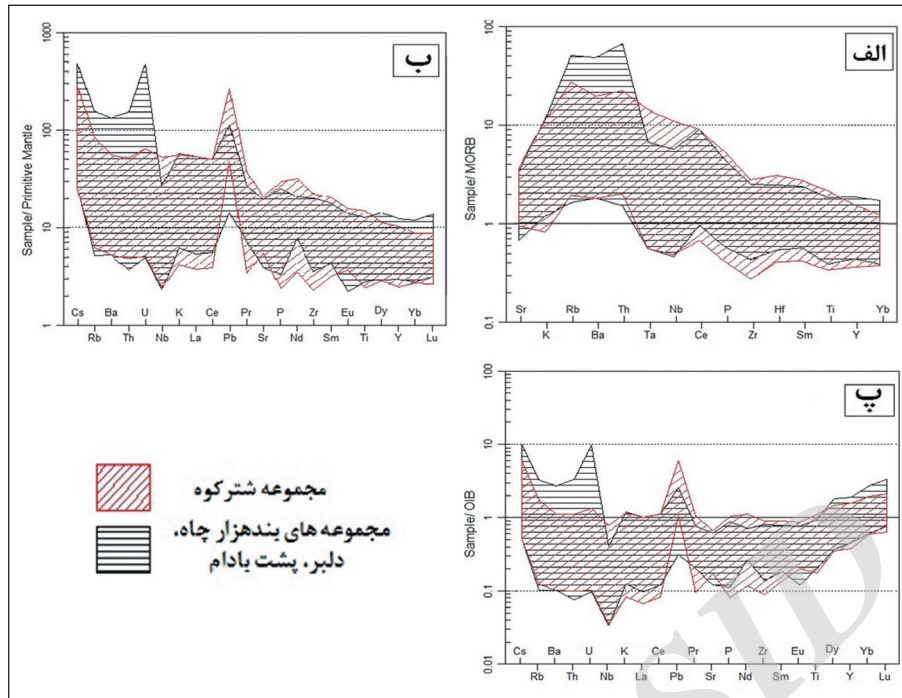 الف
100
10
1
0.1
Sample/ MORB
Sr Rb Th Nb P Hf Ti Yb
K Ba Ta Ce Zr Sm Y
ب
1000
100
10
1
Sample/ Primitive Mantle
Cs Ba U K Ce Pr P Zr Eu Dy Yb
Rb Th Nb La Pb Sr Nd Sm Ti Y Lu
پ
100
10
1
0.1
0.01
Sample/ OIB
Cs Ba U K Ce Pr P Zr Eu Dy Yb
Rb Th Nb La Pb Sr Nd Sm Ti Y Lu
مجموعه شترکوه
مجموعه های بندهزار چاه،
دلبر، پشت بادام
SID